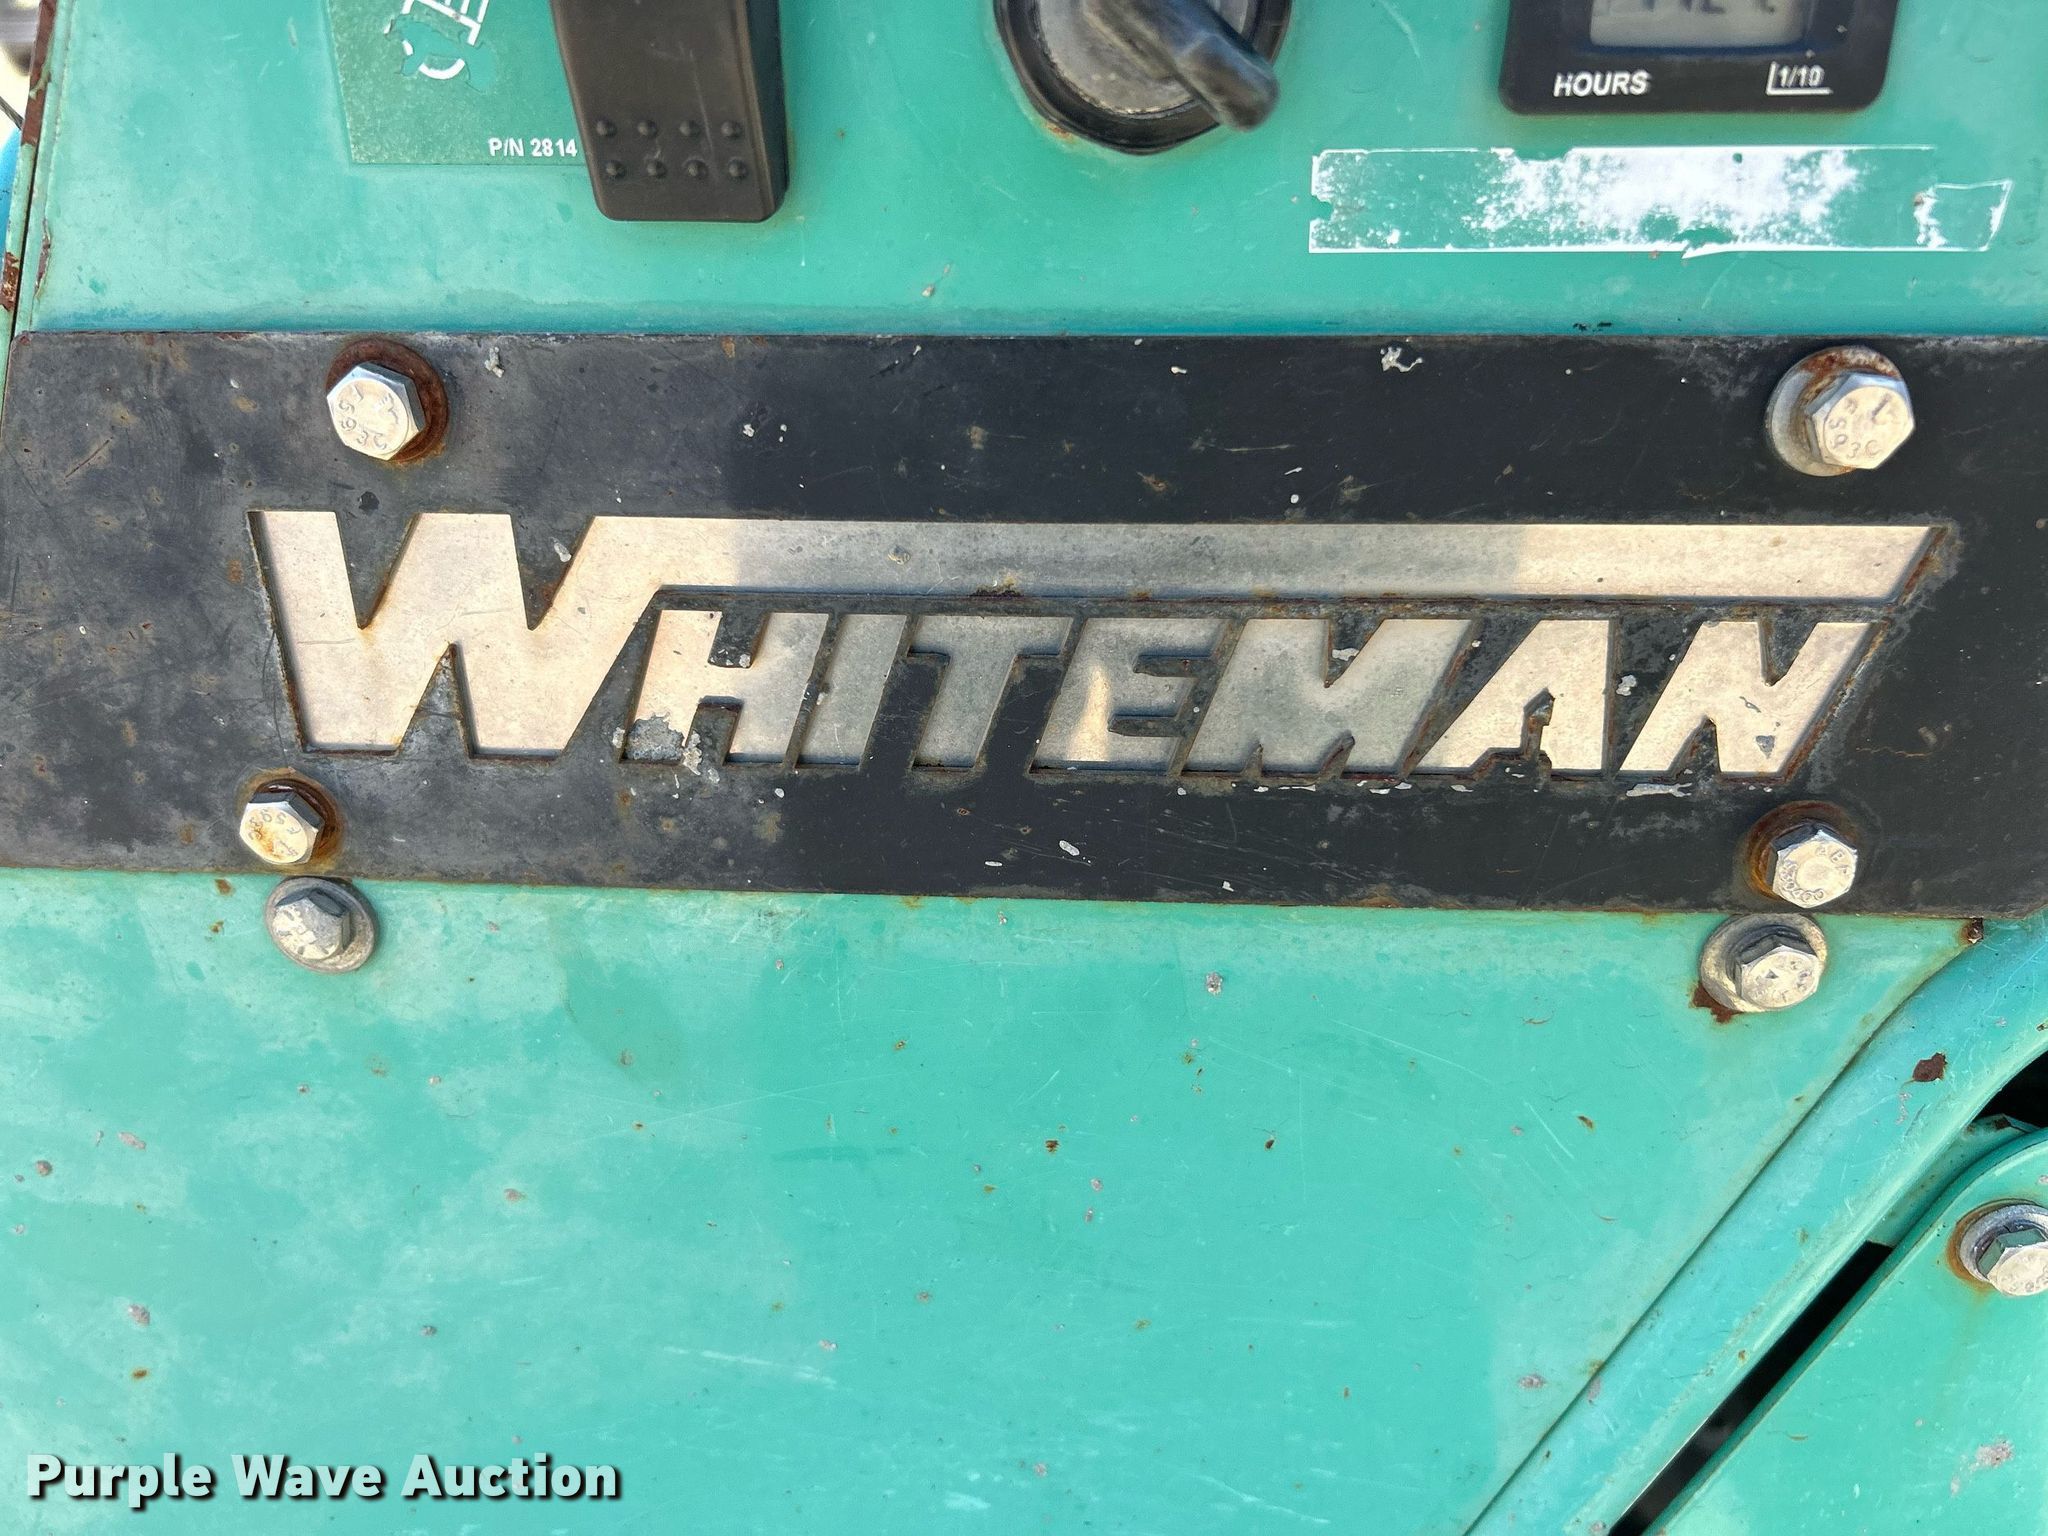 HOURS
1/10
P/N 2814
WHITEMAN
Purple Wave Auction